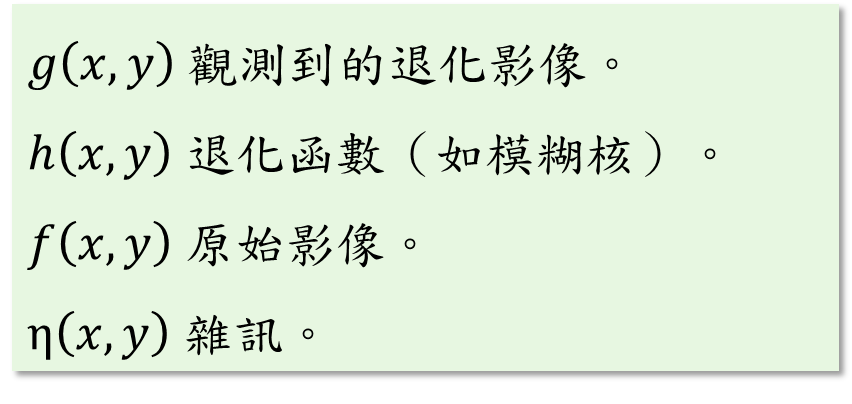 g(x, y) 觀測到的退化影像。
h(x, y) 退化函數（如模糊核）。
f(x, y) 原始影像。
η(x, y) 雜訊。